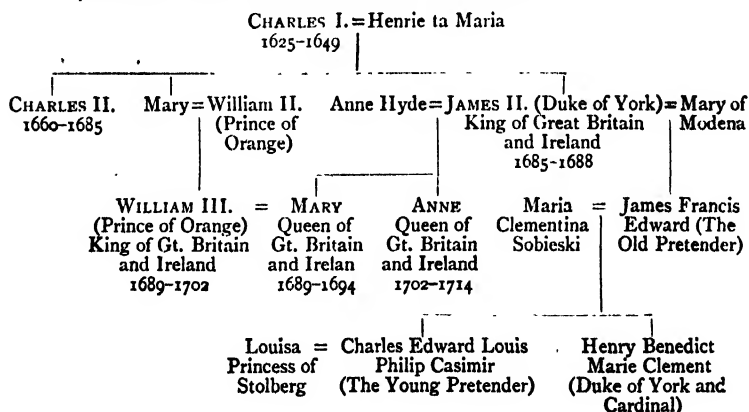 CHARLES I. = Henrie ta Maria
1625-1649
CHARLES II. Mary = William II. Anne Hyde = JAMES II. (Duke of York) = Mary of
1660-1685 (Prince of King of Great Britain Modena
Orange) and Ireland
1685-1688
WILLIAM III. = MARY ANNE Maria = James Francis
(Prince of Orange) Queen of Queen of Clementina Edward (The
King of Gt. Britain Gt. Britain Gt. Britain Sobieski Old Pretender)
and Ireland and Irelan and Ireland
1689-1702 1689-1694 1702-1714
Louisa = Charles Edward Louis Henry Benedict
Princess of Philip Casimir Marie Clement
Stolberg (The Young Pretender) (Duke of York and
Cardinal)